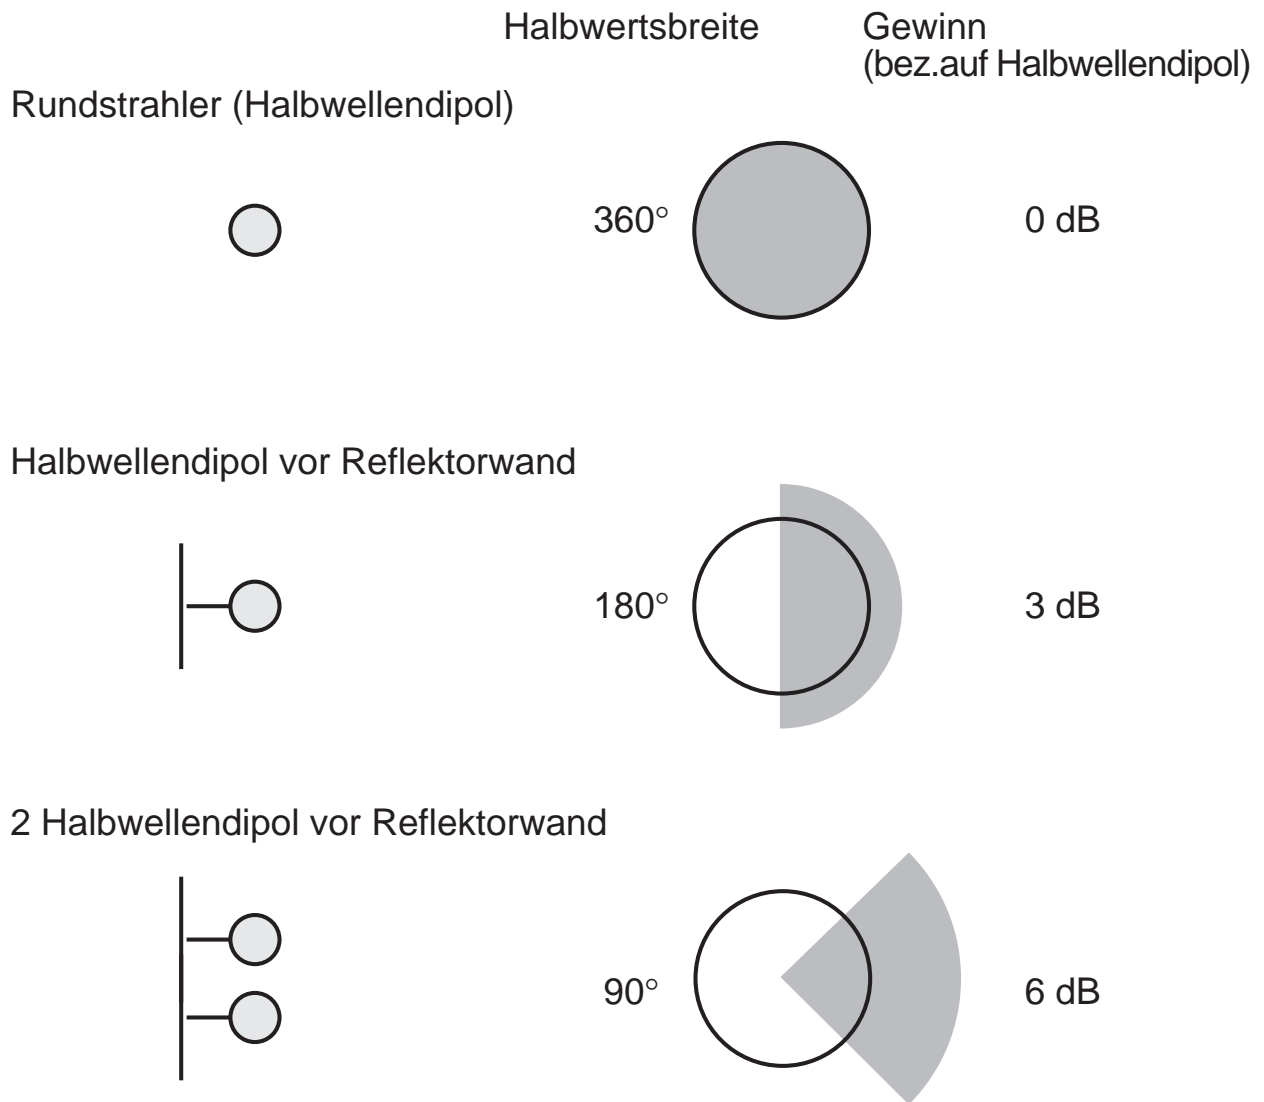 Halbwertsbreite
Gewinn
(bez.auf Halbwellendipol)
Rundstrahler (Halbwellendipol)
360°
0 dB
Halbwellendipol vor Reflektorwand
180°
3 dB
2 Halbwellendipol vor Reflektorwand
90°
6 dB